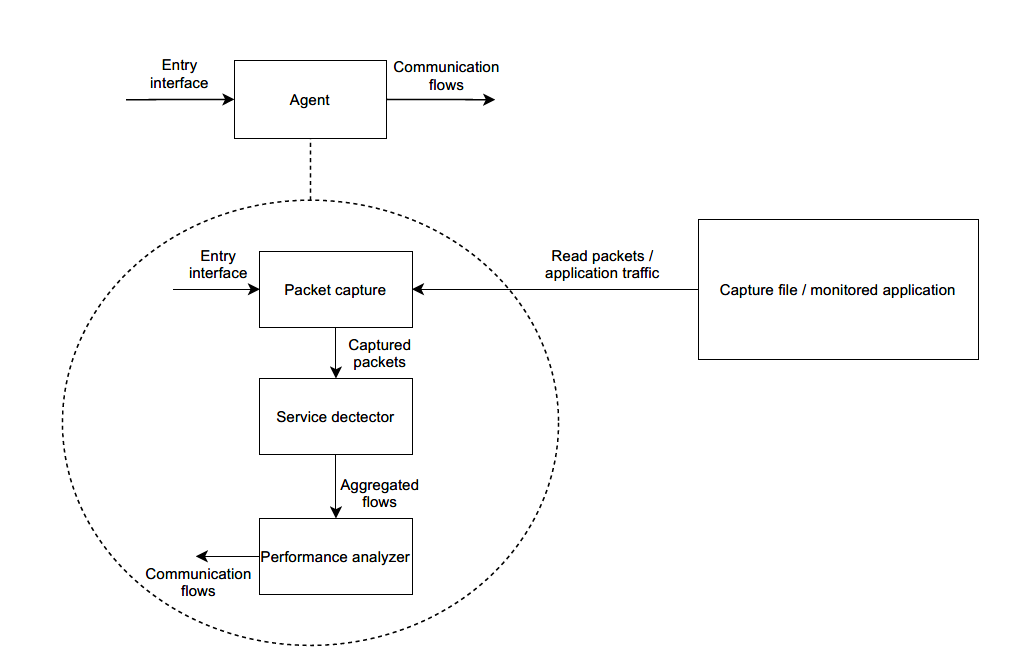 Entry
interface
Agent
Communication
flows
Entry
interface
Packet capture
Read packets /
application traffic
Capture file / monitored application
Captured
packets
Service dectector
Aggregated
flows
Performance analyzer
Communication
flows